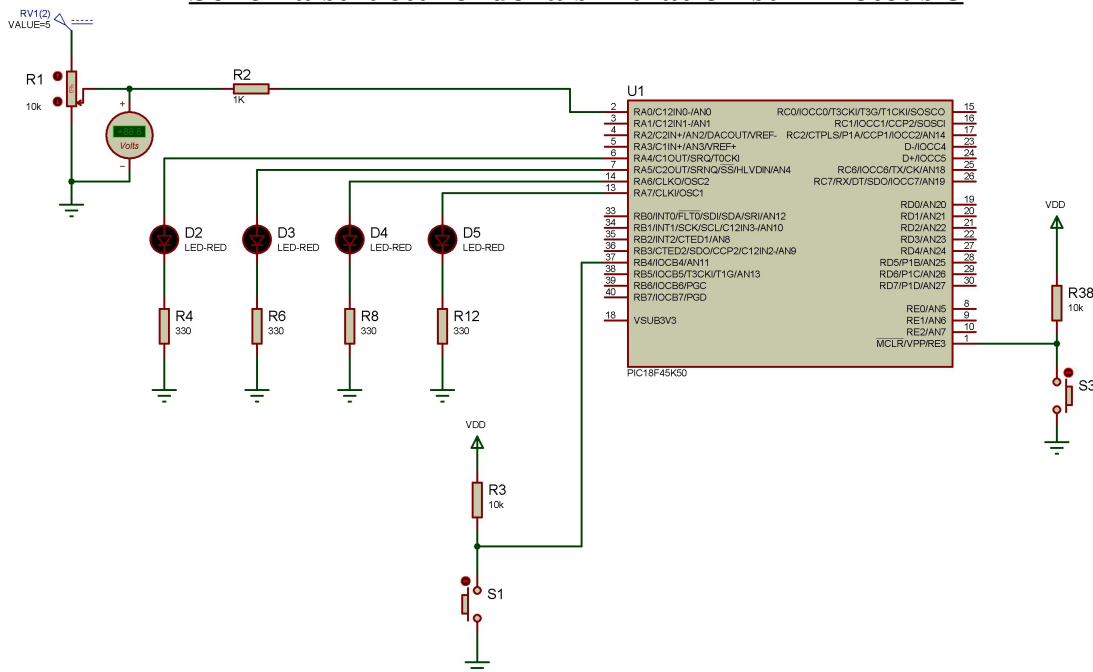 RV1(2)
VALUE=5
R1
10k
+88.8
Volts
R2
1K
U1
2 RA0/C12IN0-/AN0
3 RA1/C12IN1-/AN1
4 RA2/C2IN+/AN2/DACOUT/VREF-
5 RA3/C1IN+/AN3/VREF+
6 RA4/C1OUT/SRQ/T0CKI
7 RA5/C2OUT/SRNQ/SS/HLVDIN/AN4
14 RA6/CLKO/OSC2
13 RA7/CLKI/OSC1
33 RB0/INT0/FLT0/SDI/SDA/SRI/AN12
34 RB1/INT1/SCK/SCL/C12IN3-/AN10
35 RB2/INT2/CTED1/AN8
36 RB3/CTED2/SDO/CCP2/C12IN2-/AN9
37 RB4/IOCB4/AN11
38 RB5/IOCB5/T3CKI/T1G/AN13
39 RB6/IOCB6/PGC
40 RB7/IOCB7/PGD
18 VSUB3V3
RC0/IOCC0/T3CKI/T3G/T1CKI/SOSCO 15
RC1/IOCC1/CCP2/SOSCI 16
RC2/CTPLS/P1A/CCP1/IOCC2/AN14 17
D-/IOCC4 23
D+/IOCC5 24
RC6/IOCC6/TX/CK/AN18 25
RC7/RX/DT/SDO/IOCC7/AN19 26
RD0/AN20 19
RD1/AN21 20
RD2/AN22 21
RD3/AN23 22
RD4/AN24 27
RD5/P1B/AN25 28
RD6/P1C/AN26 29
RD7/P1D/AN27 30
RE0/AN5 8
RE1/AN6 9
RE2/AN7 10
MCLR/VPP/RE3 1
PIC18F45K50
D2
LED-RED
D3
LED-RED
D4
LED-RED
D5
LED-RED
R4
330
R6
330
R8
330
R12
330
VDD
R38
10k
S3
VDD
R3
10k
S1